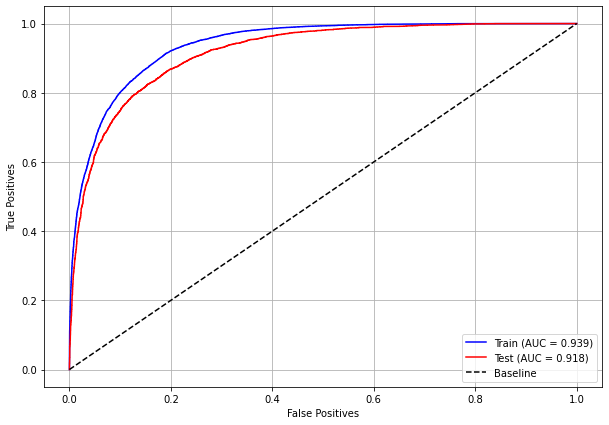 1.0
0.8
0.6
0.4
0.2
0.0
True Positives
0.0 0.2 0.4 0.6 0.8 1.0
False Positives
Train (AUC = 0.939)
Test (AUC = 0.918)
Baseline